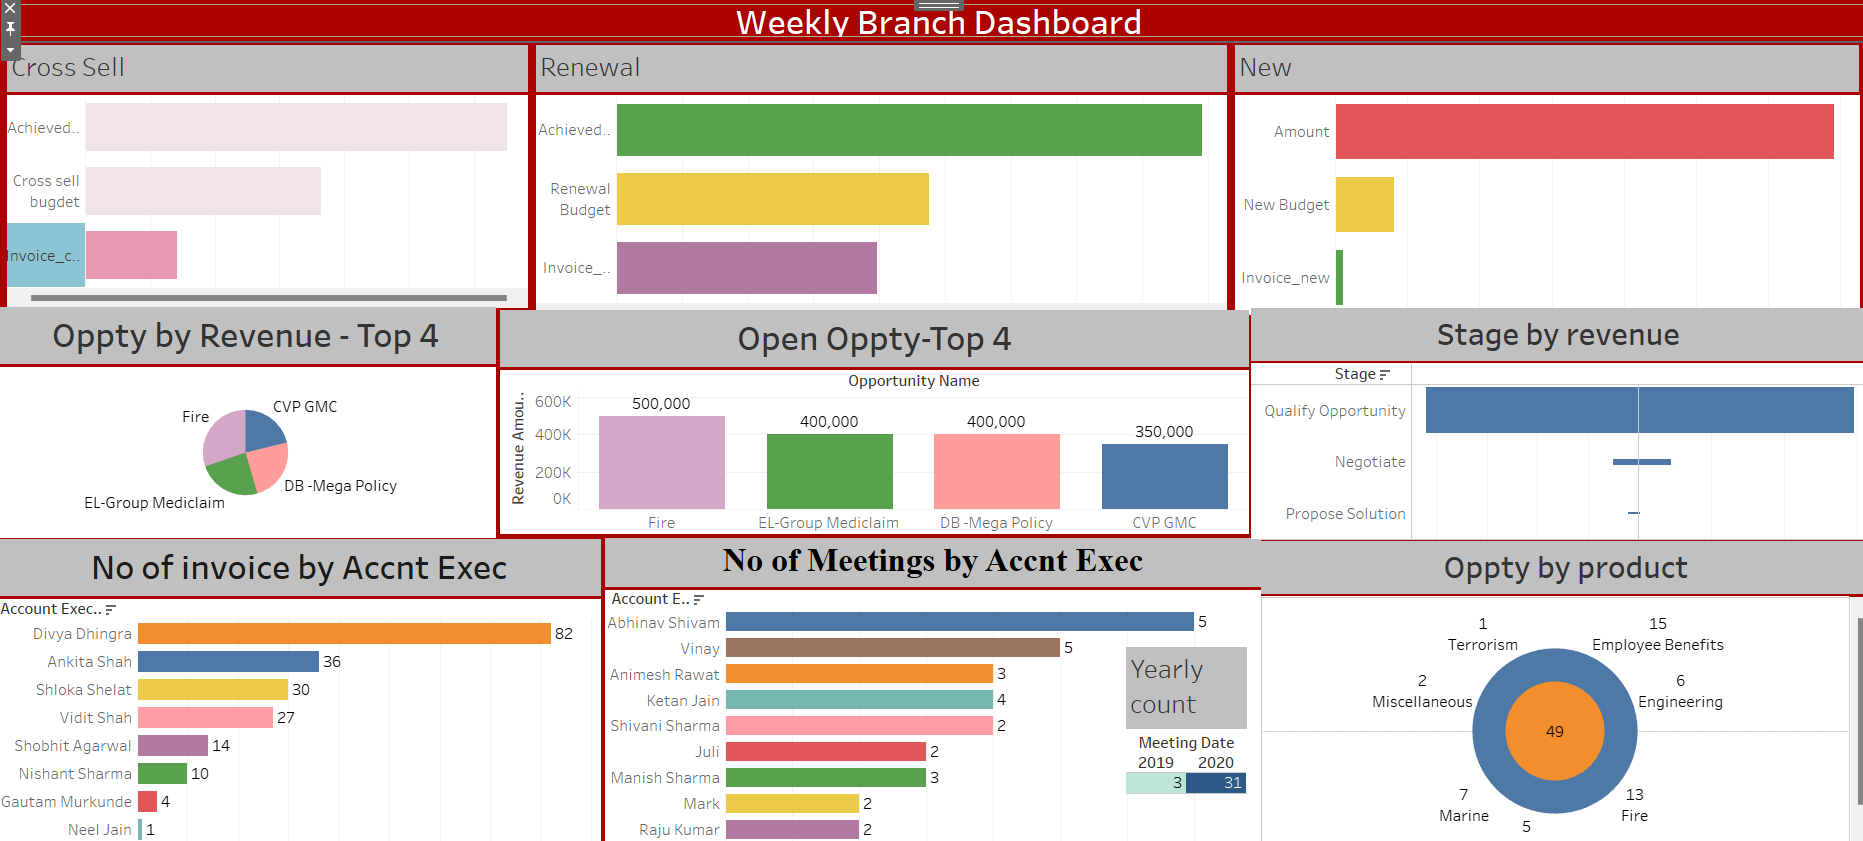 Weekly Branch Dashboard
Cross Sell
Achieved..
Cross sell
bugdet
Invoice_c..
Renewal
Achieved..
Renewal
Budget
Invoice_..
New
Amount
New Budget
Invoice_new
Oppty by Revenue - Top 4
Fire
CVP GMC
DB -Mega Policy
EL-Group Mediclaim
Open Oppty-Top 4
Opportunity Name
Revenue Amou..
600K
400K
200K
0K
500,000
400,000
400,000
350,000
Fire
EL-Group Mediclaim
DB -Mega Policy
CVP GMC
Stage by revenue
Stage
Qualify Opportunity
Negotiate
Propose Solution
No of invoice by Accnt Exec
Account Exec..
Divya Dhingra 82
Ankita Shah 36
Shloka Shelat 30
Vidit Shah 27
Shobhit Agarwal 14
Nishant Sharma 10
Gautam Murkunde 4
Neel Jain 1
No of Meetings by Accnt Exec
Account E..
Abhinav Shivam 5
Vinay 5
Animesh Rawat 3
Ketan Jain 4
Shivani Sharma 2
Juli 2
Manish Sharma 3
Mark 2
Raju Kumar 2
Yearly
count
Meeting Date
2019 2020
3 31
Oppty by product
1
Terrorism
15
Employee Benefits
2
Miscellaneous
6
Engineering
49
7
Marine
13
Fire
5